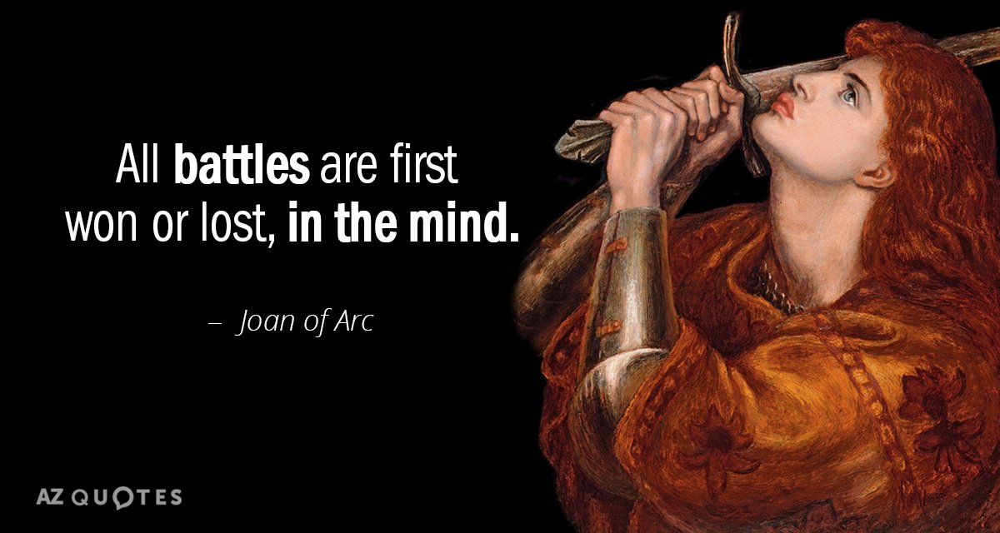 All battles are first
won or lost, in the mind.
– Joan of Arc
AZ QUOTES